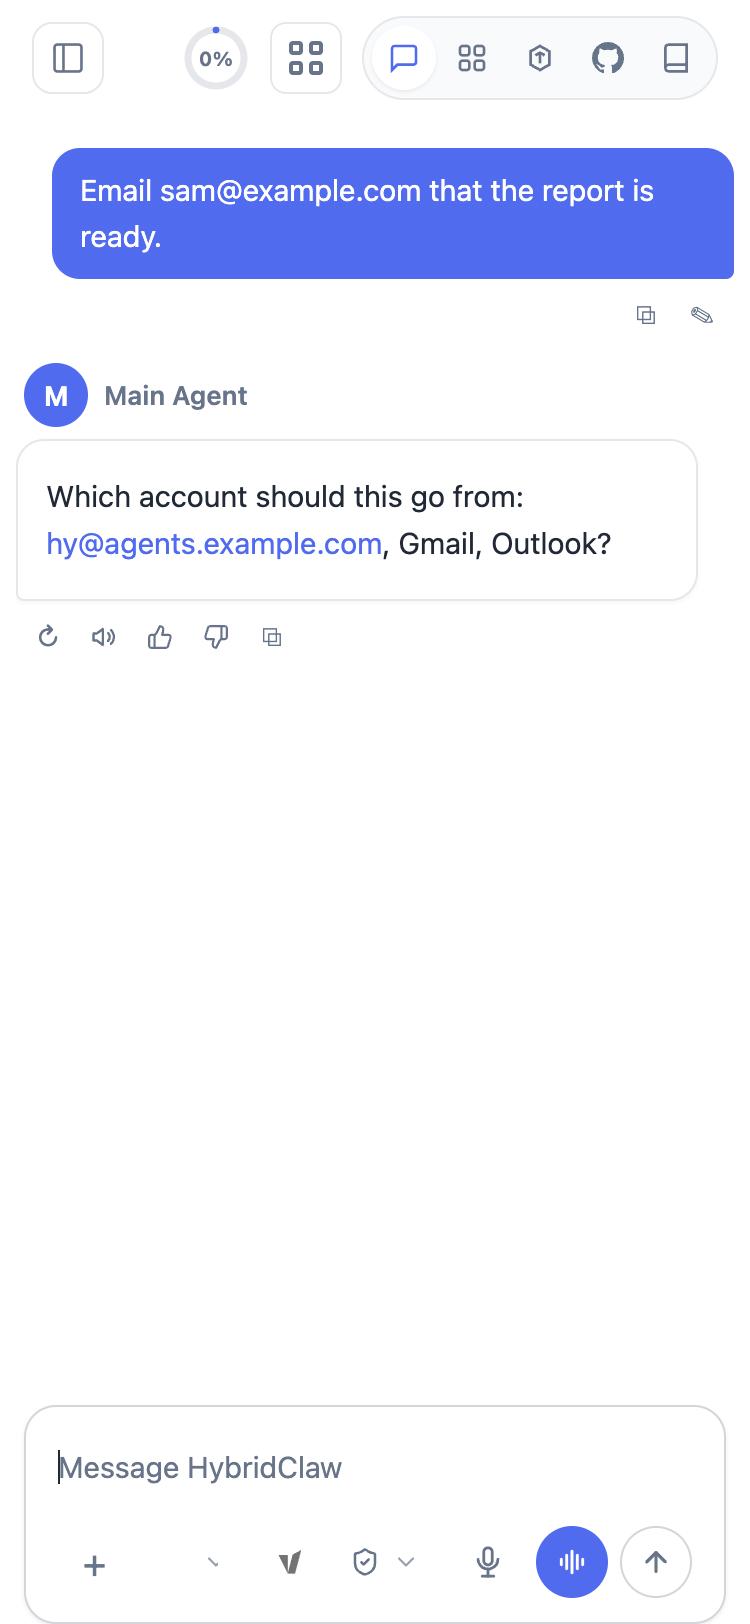 0%
Email sam@example.com that the report is
ready.
M Main Agent
Which account should this go from:
hy@agents.example.com, Gmail, Outlook?
Message HybridClaw